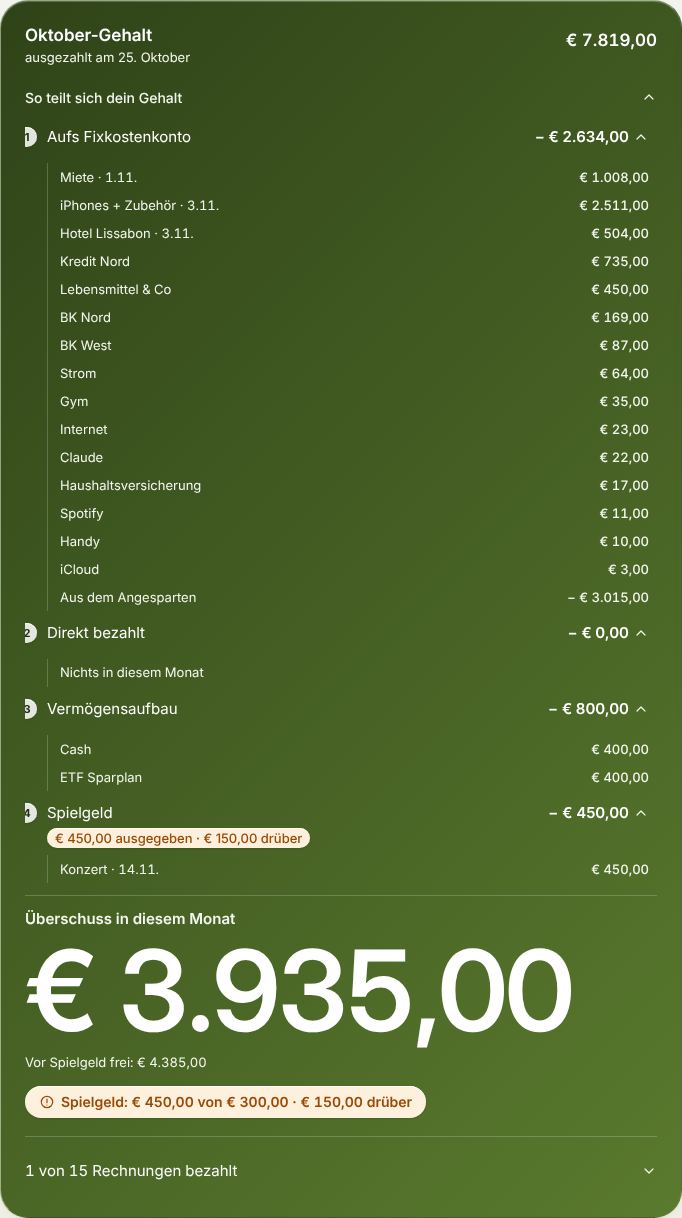 Oktober-Gehalt
€ 7.819,00
ausgezahlt am 25. Oktober
So teilt sich dein Gehalt
1 Aufs Fixkostenkonto – € 2.634,00
Miente · 1.11. € 1.008,00
iPhones + Zubehör · 3.11. € 2.511,00
Hotel Lissabon · 3.11. € 504,00
Kredit Nord € 735,00
Lebensmittel & Co € 450,00
BK Nord € 169,00
BK West € 87,00
Strom € 64,00
Gym € 35,00
Internet € 23,00
Claude € 22,00
Haushaltsversicherung € 17,00
Spotify € 11,00
Handy € 10,00
iCloud € 3,00
Aus dem Angesparten – € 3.015,00
2 Direkt bezahlt – € 0,00
Nichts in diesem Monat
3 Vermögensaufbau – € 800,00
Cash € 400,00
ETF Sparplan € 400,00
4 Spielgeld – € 450,00
€ 450,00 ausgegeben · € 150,00 drüber
Konzert · 14.11. € 450,00
Überschuss in diesem Monat
€ 3.935,00
Vor Spielgeld frei: € 4.385,00
Spielgeld: € 450,00 von € 300,00 · € 150,00 drüber
1 von 15 Rechnungen bezahlt